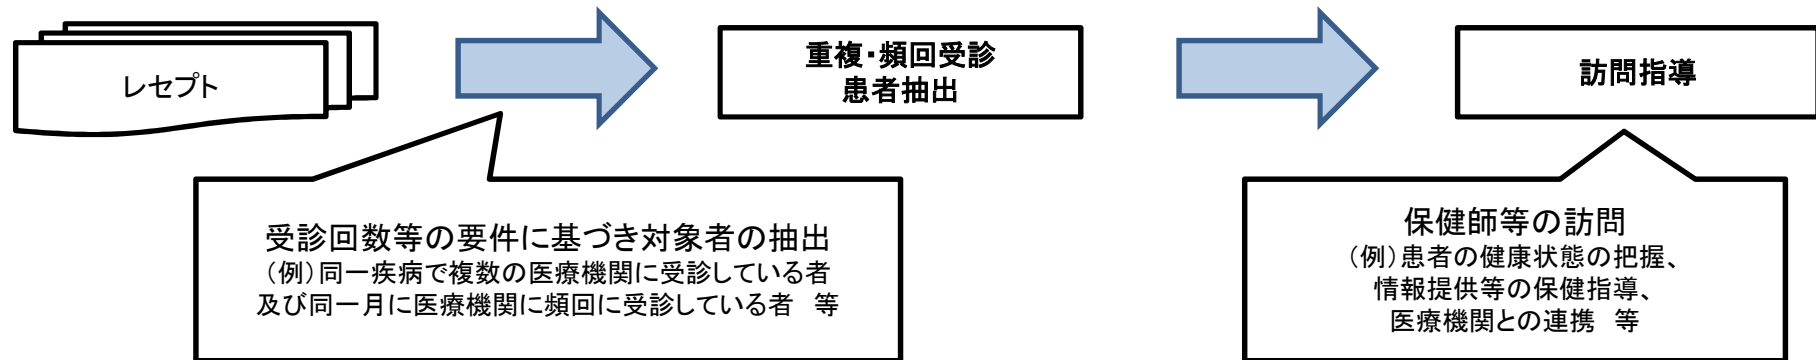 レセプト
重複・頻回受診
患者抽出
訪問指導
受診回数等の要件に基づき対象者の抽出
（例）同一疾病で複数の医療機関に受診している者
及び同一月に医療機関に頻回に受診している者　等
保健師等の訪問
（例）患者の健康状態の把握、
情報提供等の保健指導、
医療機関との連携　等